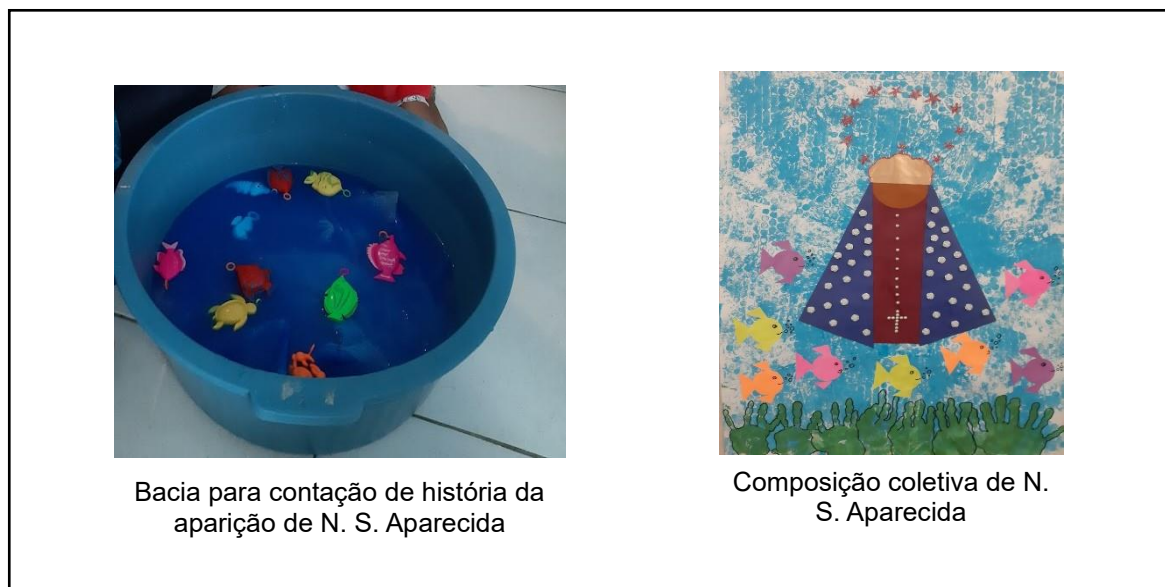 Bacia para contação de história da
aparição de N. S. Aparecida
Composição coletiva de N.
S. Aparecida